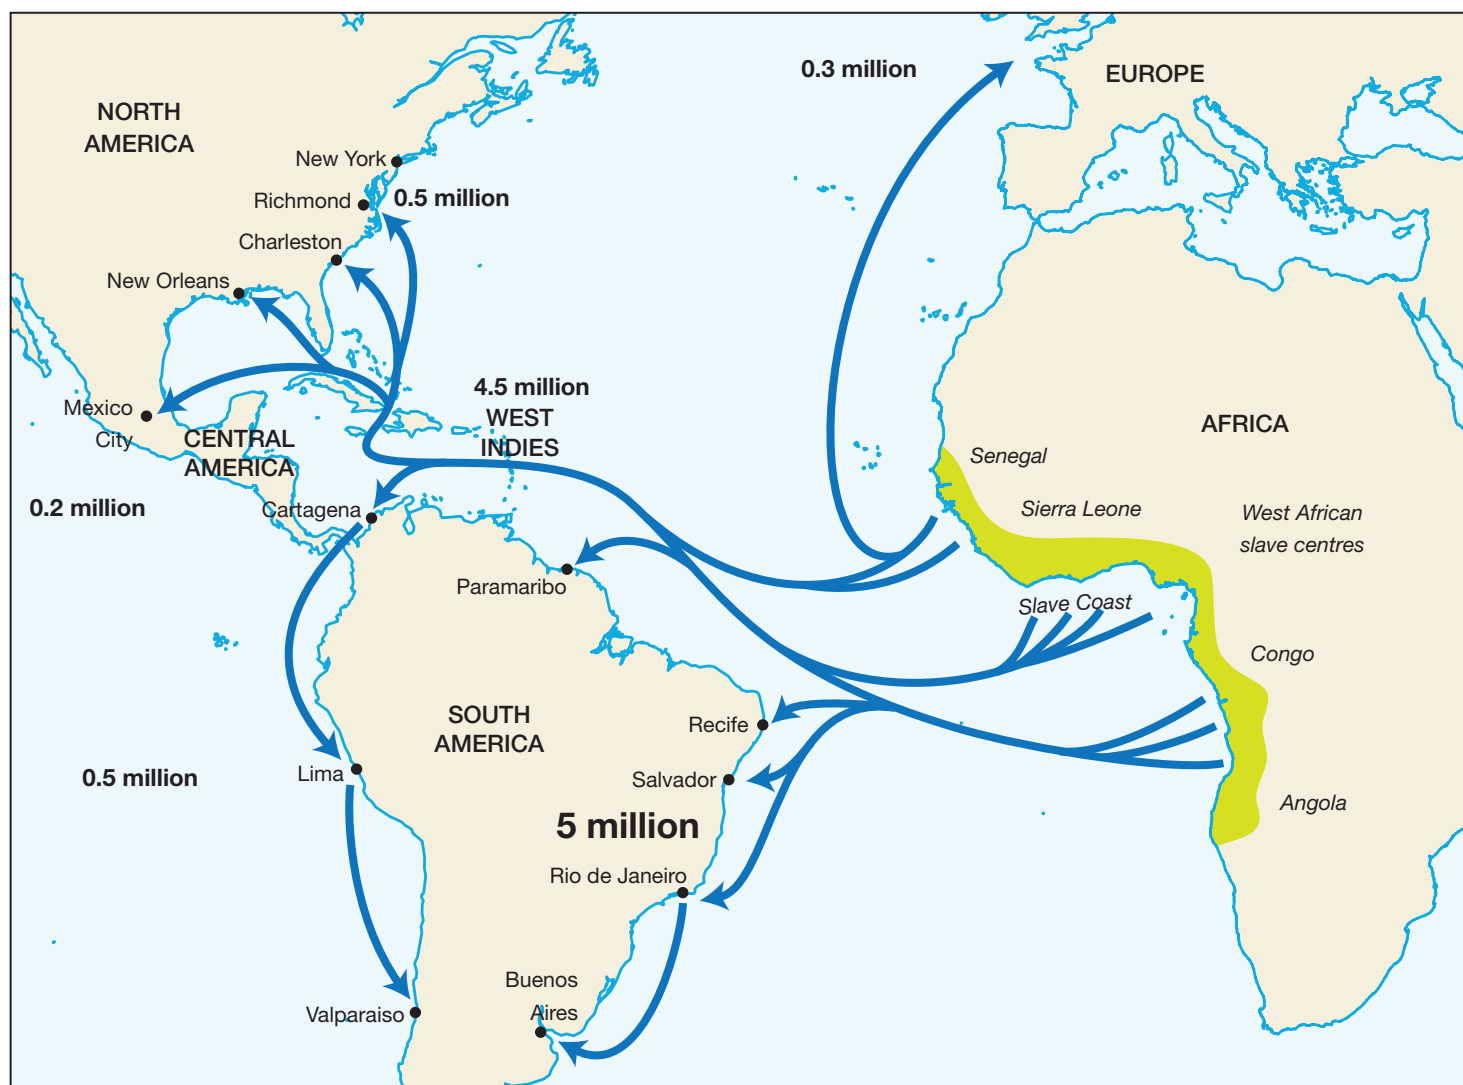 0.3 million
EUROPE
NORTH
AMERICA
New York
Richmond
0.5 million
Charleston
New Orleans
4.5 million
WEST
INDIES
Mexico
City
CENTRAL
AMERICA
AFRICA
Senegal
0.2 million
Cartagena
Sierra Leone
West African
slave centres
Paramaribo
Slave Coast
Congo
SOUTH
AMERICA
Recife
0.5 million
Lima
Salvador
5 million
Angola
Rio de Janeiro
Buenos
Aires
Valparaiso